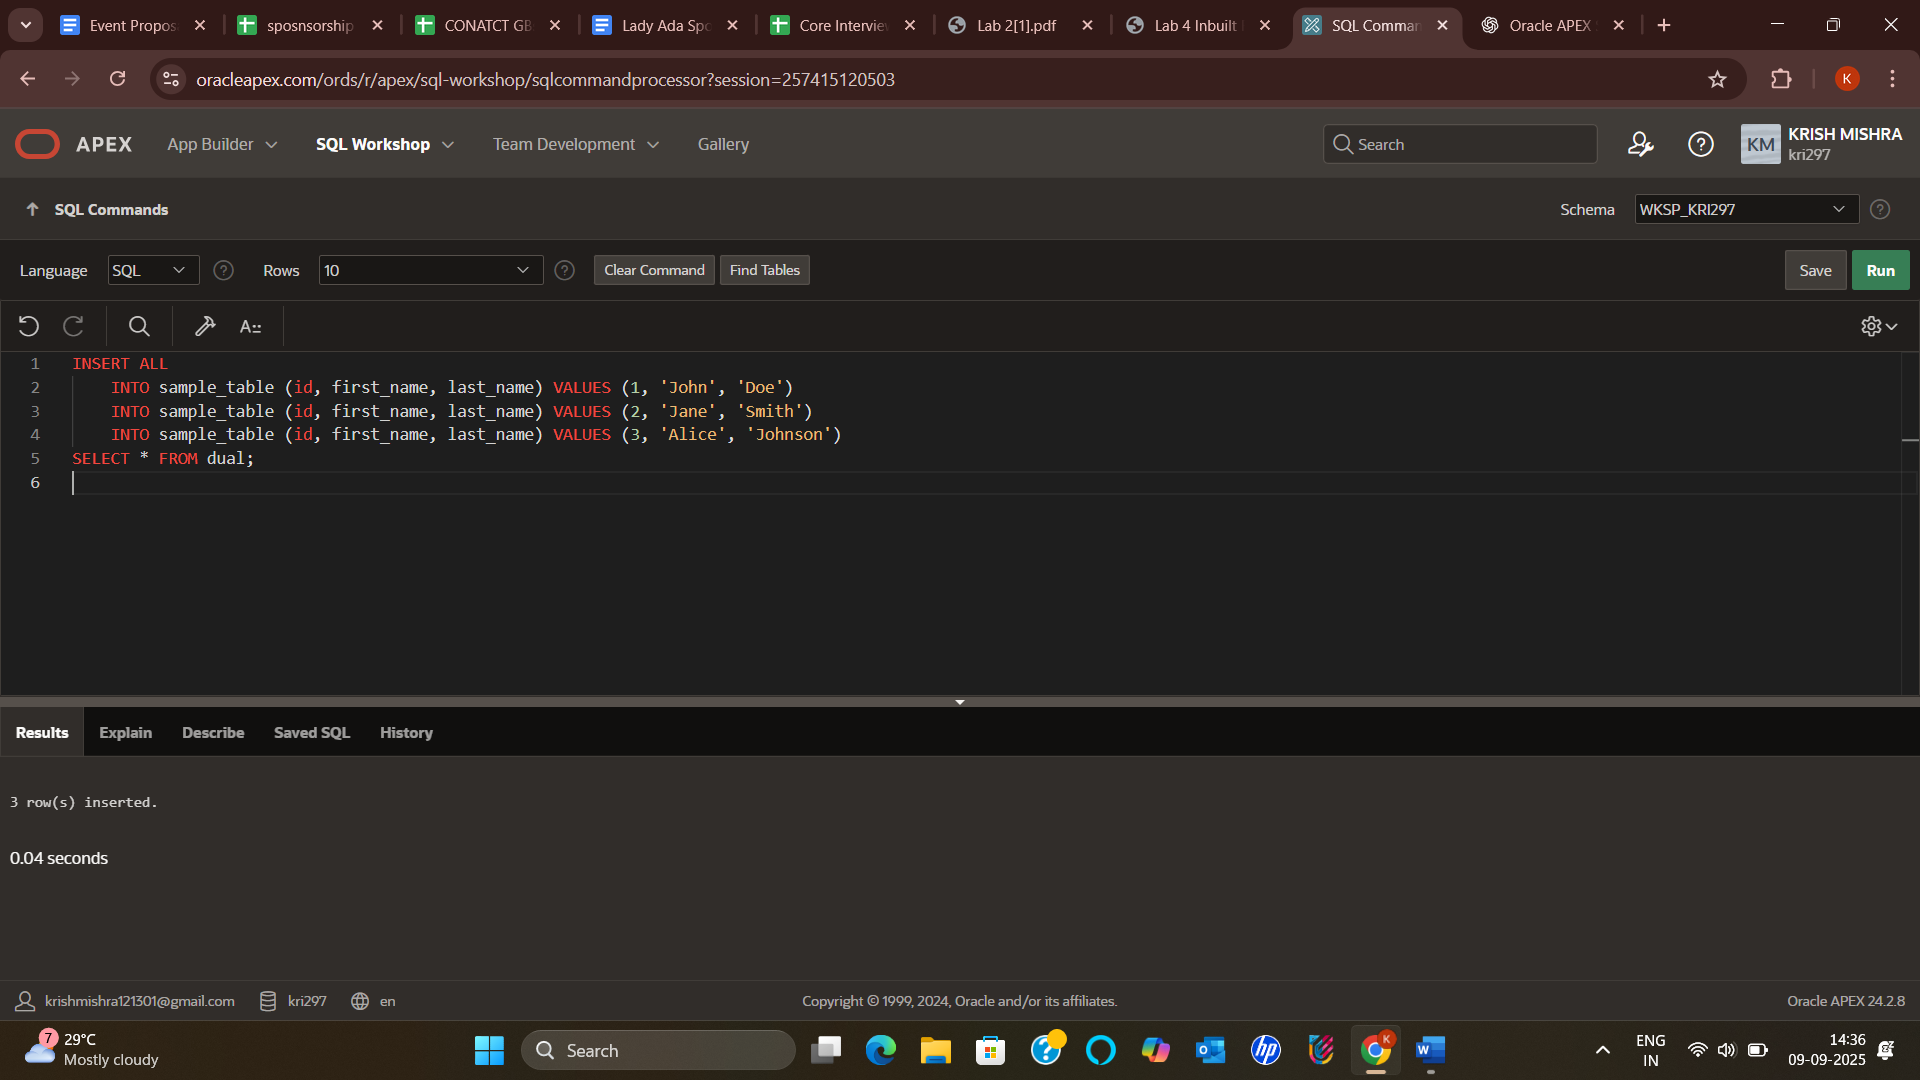 Event Propos
sposnsorship
CONATCT GB
Lady Ada Spo
Core Intervie
Lab 2[1].pdf
Lab 4 Inbuilt
SQL Comman
Oracle APEX
oracleapex.com/ords/r/apex/sql-workshop/sqlcommandprocessor?session=257415120503
K
APEX
App Builder
SQL Workshop
Team Development
Gallery
Search
KM
KRISH MISHRA
kri297
SQL Commands
Schema
WKSP_KRI297
Language
SQL
Rows
10
Clear Command
Find Tables
Save
Run
1 INSERT ALL
2 INTO sample_table (id, first_name, last_name) VALUES (1, 'John', 'Doe')
3 INTO sample_table (id, first_name, last_name) VALUES (2, 'Jane', 'Smith')
4 INTO sample_table (id, first_name, last_name) VALUES (3, 'Alice', 'Johnson')
5 SELECT * FROM dual;
6
Results
Explain
Describe
Saved SQL
History
3 row(s) inserted.
0.04 seconds
krishmishra121301@gmail.com
kri297
en
Copyright © 1999, 2024, Oracle and/or its affiliates.
Oracle APEX 24.2.8
7
29°C
Mostly cloudy
Search
hp
K
W
ENG
IN
14:36
09-09-2025